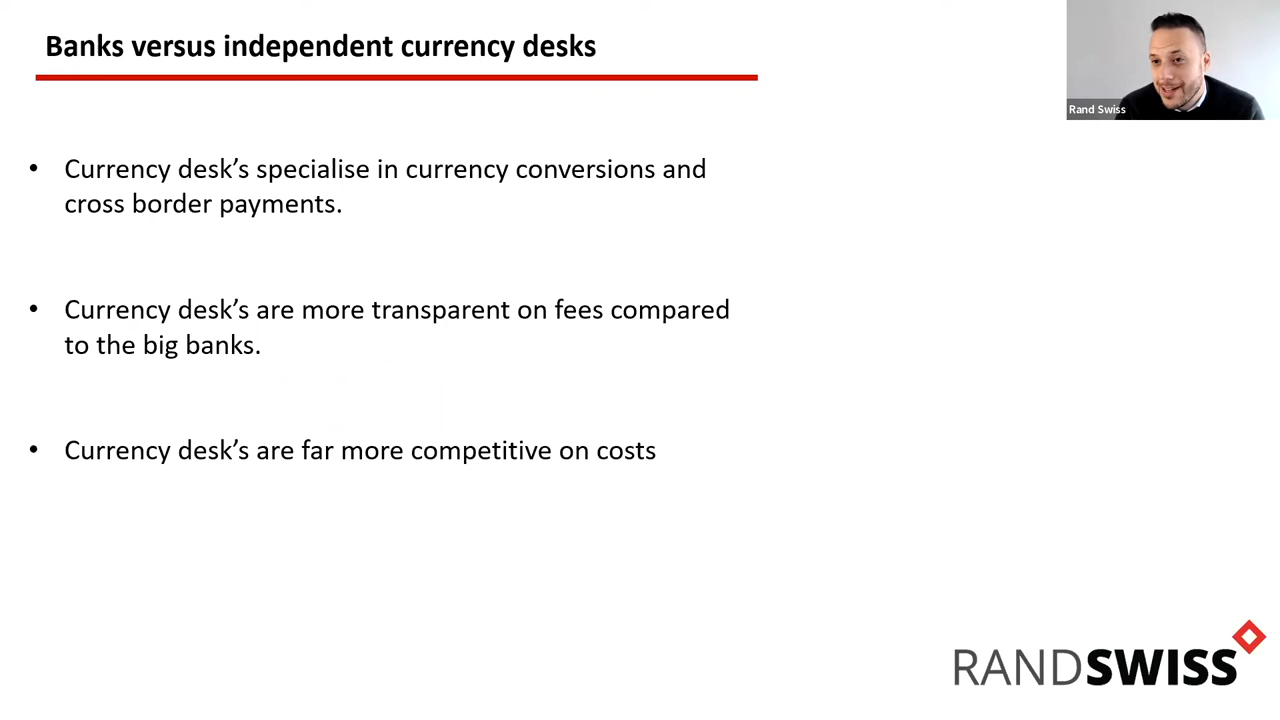 Banks versus independent currency desks
Rand Swiss
• Currency desk’s specialise in currency conversions and
cross border payments.
• Currency desk’s are more transparent on fees compared
to the big banks.
• Currency desk’s are far more competitive on costs
RANDSWISS